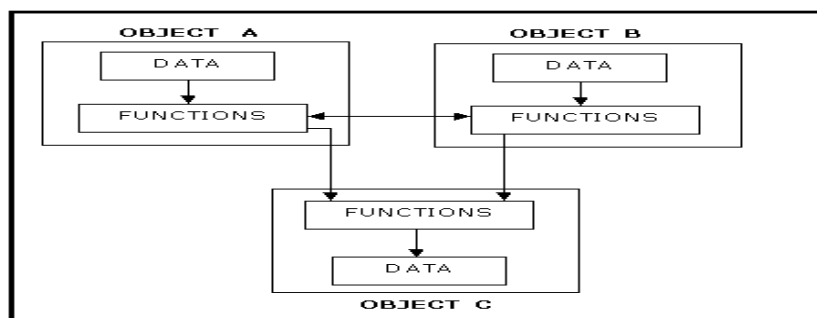 OBJECT A
OBJECT B
DATA
DATA
FUNCTIONS
FUNCTIONS
FUNCTIONS
DATA
OBJECT C